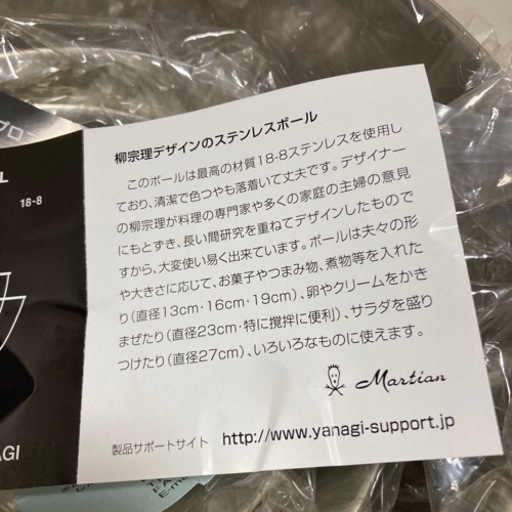 柳宗理デザインのステンレスボール
このボールは最高の材質18-8ステンレスを使用し
ており、清潔で色つやも落着いて丈夫です。デザイナー
の柳宗理が料理の専門家や多くの家庭の主婦の意見
にもとずき、長い間研究を重ねてデザインしたもので
すから、大変使い易く出来ています。ボールは夫々の形
や大きさに応じて、お菓子やつまみ物、煮物等を入れた
り（直径13cm・16cm・19cm）、卵やクリームをかき
まぜたり（直径23cm・特に撹拌に便利）、サラダを盛り
つけたり（直径27cm）、いろいろなものに使えます。
Martian
製品サポートサイト http://www.yanagi-support.jp
18-8